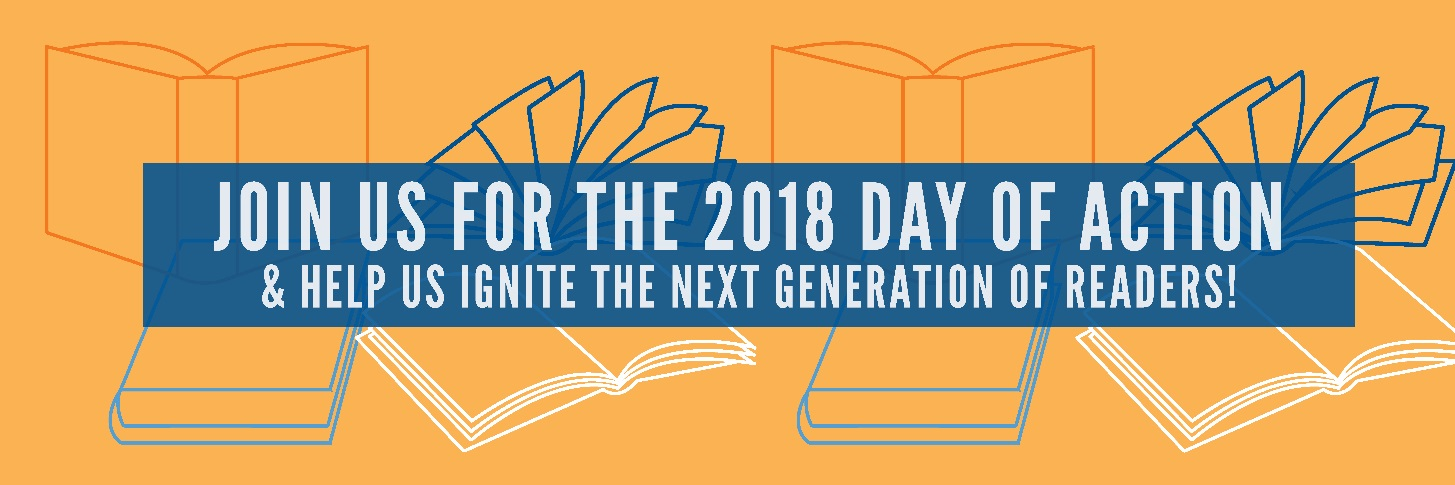 JOIN US FOR THE 2018 DAY OF ACTION
& HELP US IGNITE THE NEXT GENERATION OF READERS!